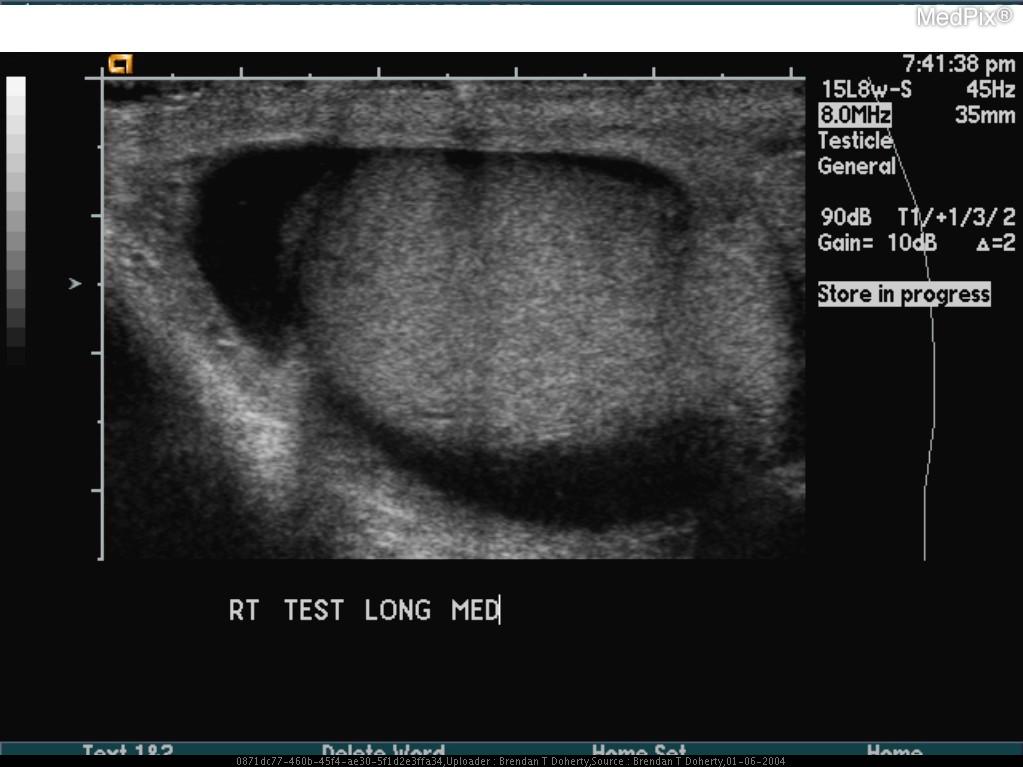 MedPix®
7:41:38 pm
15L8w-S 45Hz
8.0MHz 35mm
Testicle
General
90dB T1/+1/3/2
Gain= 10dB ▵=2
Store in progress
RT TEST LONG MED
Text 1&2 Delete Word Home Set Home
0871dc77-460b-45f4-ae30-5f1d2e3ffa34,Uploader : Brendan T Doherty,Source : Brendan T Doherty,01-06-2004